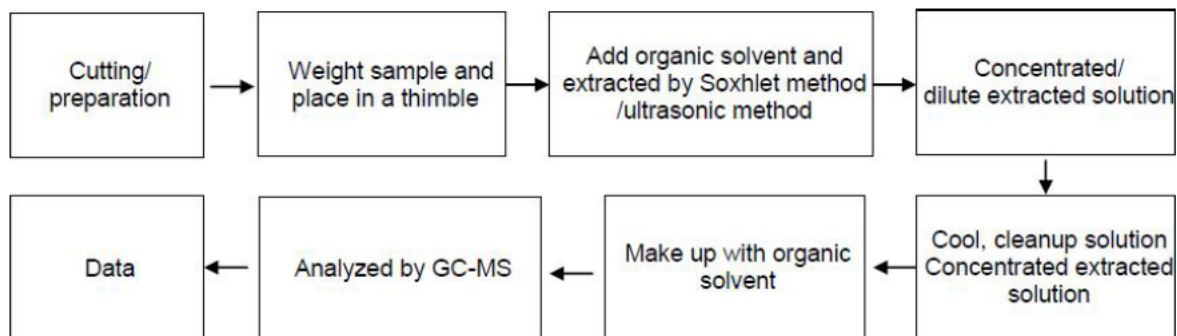 Cutting/
preparation
Weight sample and
place in a thimble
Add organic solvent and
extracted by Soxhlet method
/ultrasonic method
Concentrated/
dilute extracted solution
Cool, cleanup solution
Concentrated extracted
solution
Make up with organic
solvent
Analyzed by GC-MS
Data